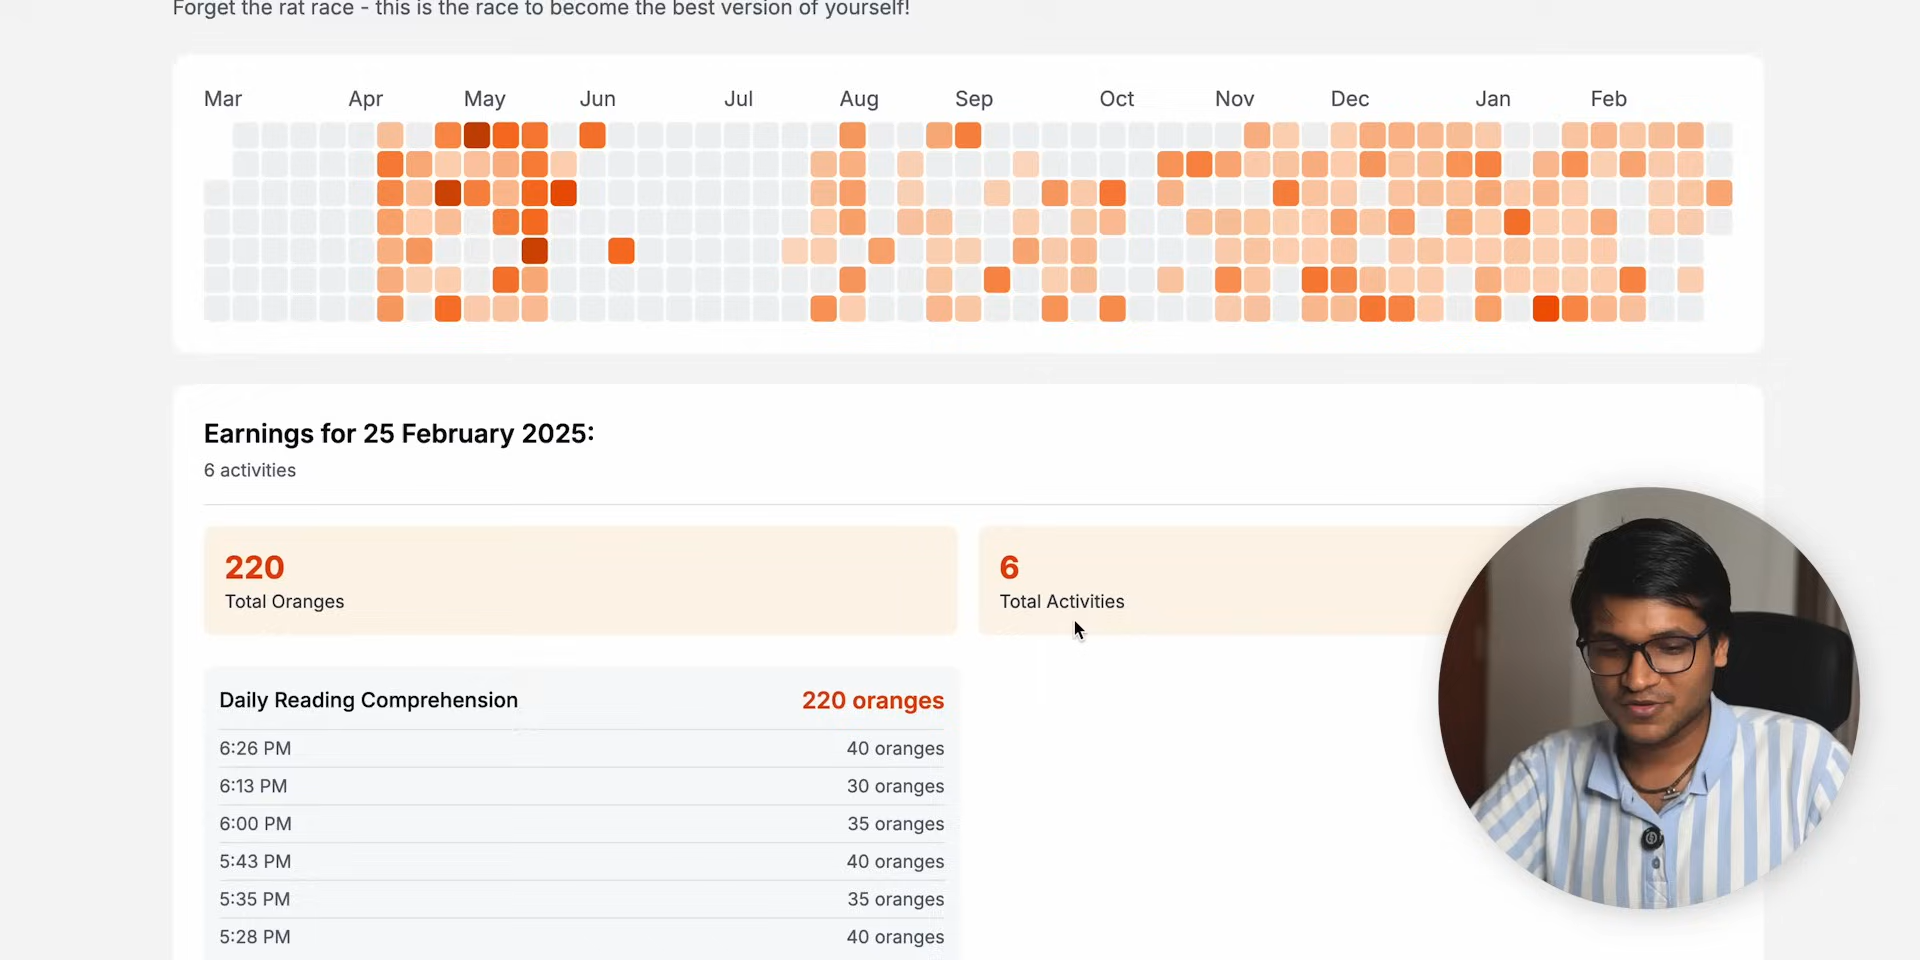 Forget the rat race - this is the race to become the best version of yourself!
Mar Apr May Jun Jul Aug Sep Oct Nov Dec Jan Feb
Earnings for 25 February 2025:
6 activities
220
Total Oranges
6
Total Activities
Daily Reading Comprehension 220 oranges
6:26 PM 40 oranges
6:13 PM 30 oranges
6:00 PM 35 oranges
5:43 PM 40 oranges
5:35 PM 35 oranges
5:28 PM 40 oranges